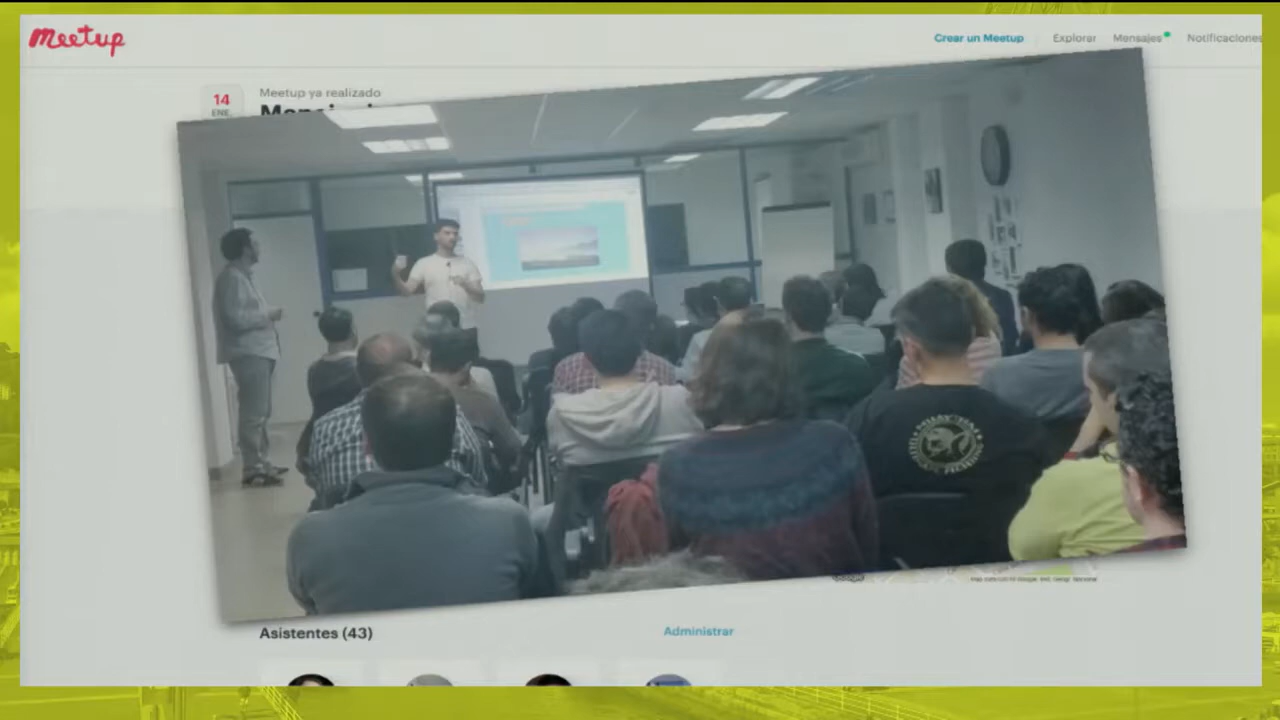 meetup
Crear un Meetup
Explorar
Mensajes
Notificaciones
14
ENE.
Meetup ya realizado
Asistentes (43)
Administrar